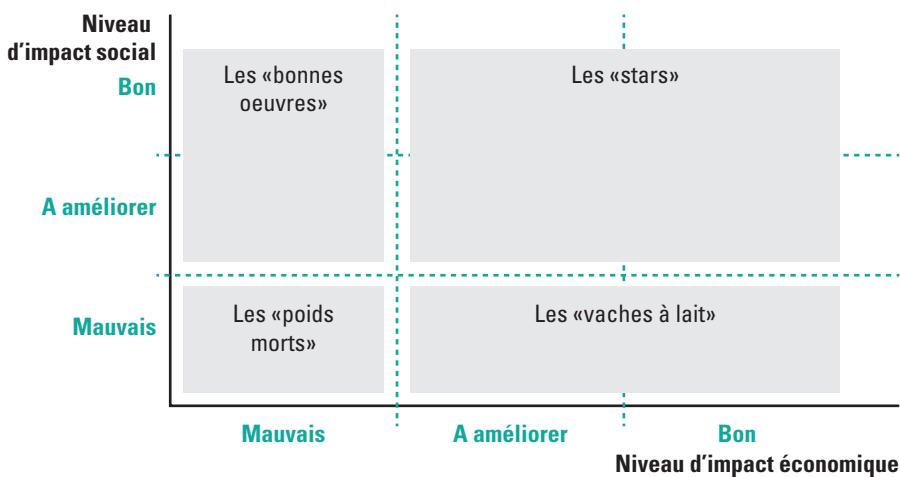 Niveau
d'impact social
Bon
Les «bonnes
oeuvres»
Les «stars»
A améliorer
Mauvais
Les «poids
morts»
Les «vaches à lait»
Mauvais
A améliorer
Bon
Niveau d'impact économique